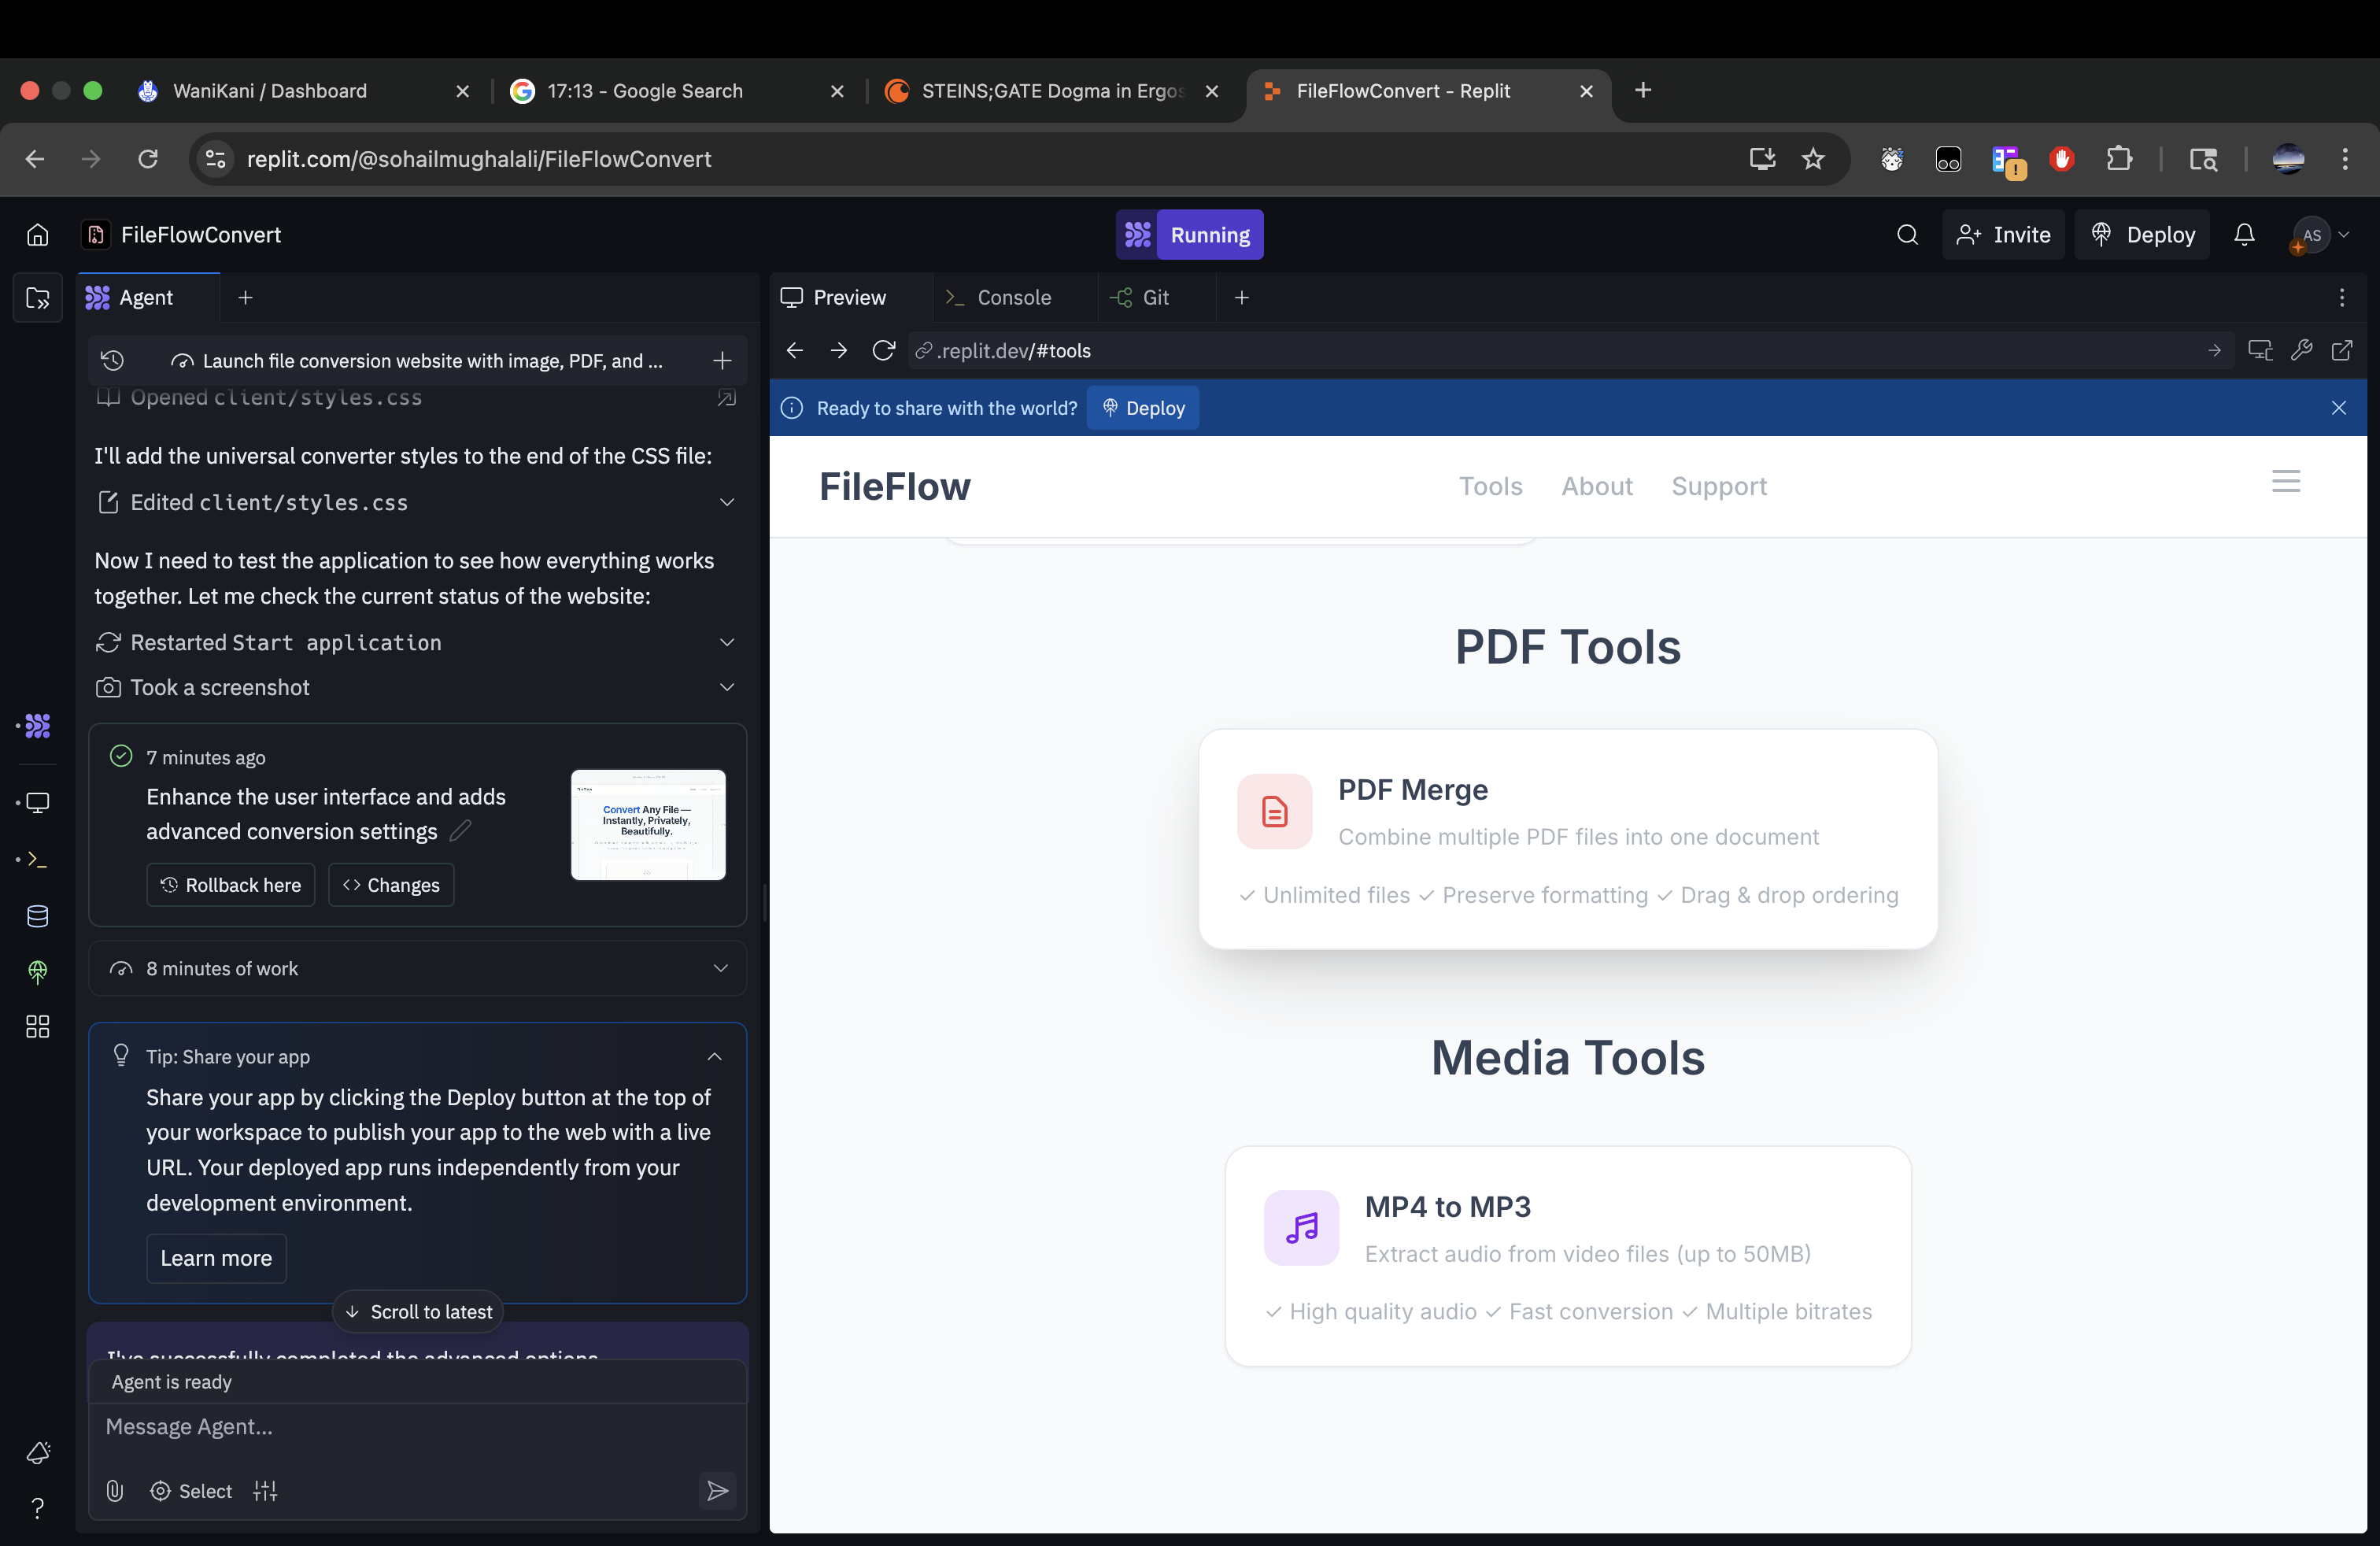 WaniKani / Dashboard
17:13 - Google Search
STEINS;GATE Dogma in Ergos
FileFlowConvert - Replit
replit.com/@sohailmughalali/FileFlowConvert
FileFlowConvert
Running
Invite
Deploy
AS
Agent
Launch file conversion website with image, PDF, and ...
Opened client/styles.css
I'll add the universal converter styles to the end of the CSS file:
Edited client/styles.css
Now I need to test the application to see how everything works
together. Let me check the current status of the website:
Restarted Start application
Took a screenshot
7 minutes ago
Enhance the user interface and adds
advanced conversion settings
Rollback here
Changes
Convert Any File —
Instantly, Privately,
Beautifully.
8 minutes of work
Tip: Share your app
Share your app by clicking the Deploy button at the top of
your workspace to publish your app to the web with a live
URL. Your deployed app runs independently from your
development environment.
Learn more
Scroll to latest
I've successfully completed the advanced options
Agent is ready
Message Agent...
Select
Preview
Console
Git
.replit.dev/#tools
Ready to share with the world?
Deploy
FileFlow
Tools
About
Support
PDF Tools
PDF Merge
Combine multiple PDF files into one document
✓ Unlimited files ✓ Preserve formatting ✓ Drag & drop ordering
Media Tools
MP4 to MP3
Extract audio from video files (up to 50MB)
✓ High quality audio ✓ Fast conversion ✓ Multiple bitrates